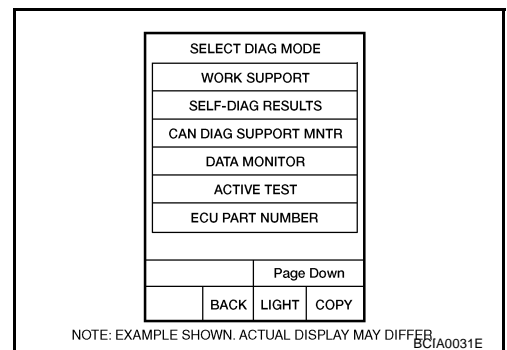 SELECT DIAG MODE
WORK SUPPORT
SELF-DIAG RESULTS
CAN DIAG SUPPORT MNTR
DATA MONITOR
ACTIVE TEST
ECU PART NUMBER
Page Down
BACK LIGHT COPY
NOTE: EXAMPLE SHOWN. ACTUAL DISPLAY MAY DIFFER.
BCIA0031E